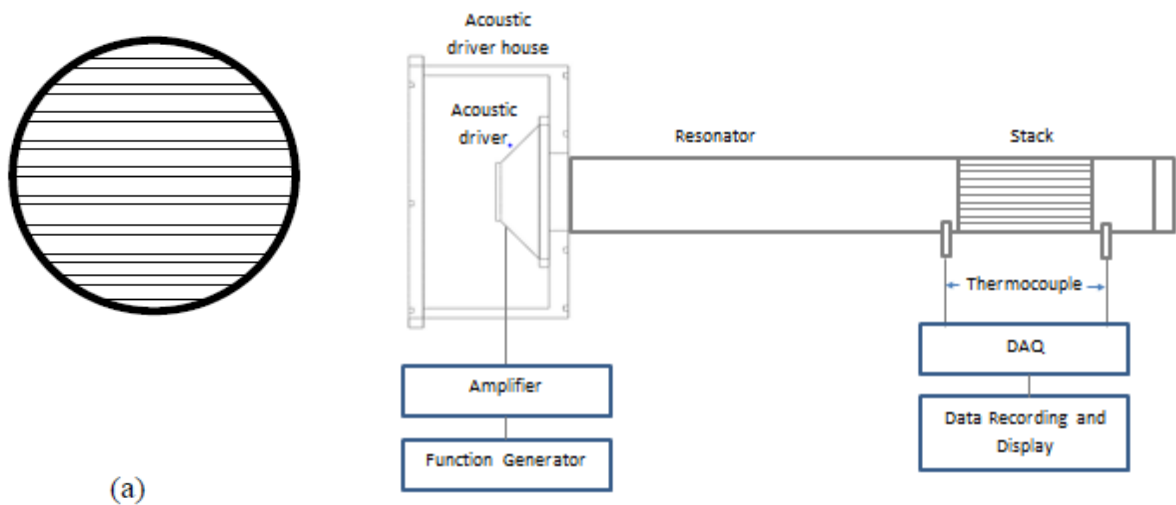 Acoustic
driver house
Acoustic
driver
Resonator
Stack
Thermocouple
DAQ
Amplifier
Data Recording and
Display
Function Generator
(a)